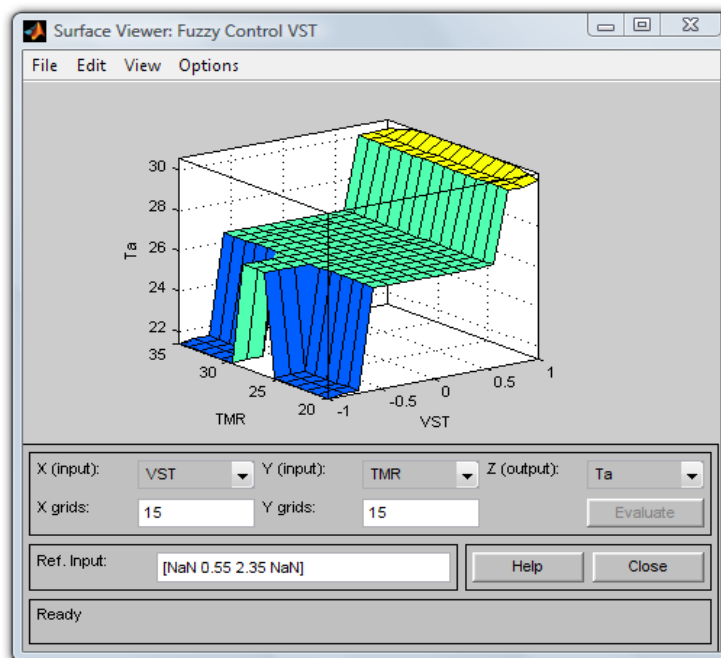 Surface Viewer: Fuzzy Control VST
File Edit View Options
30
28
26
24
22
Ta
35
30
25
20
TMR
-1
-0.5
0
0.5
1
VST
X (input): VST Y (input): TMR Z (output): Ta
X grids: 15 Y grids: 15 Evaluate
Ref. Input: [NaN 0.55 2.35 NaN] Help Close
Ready